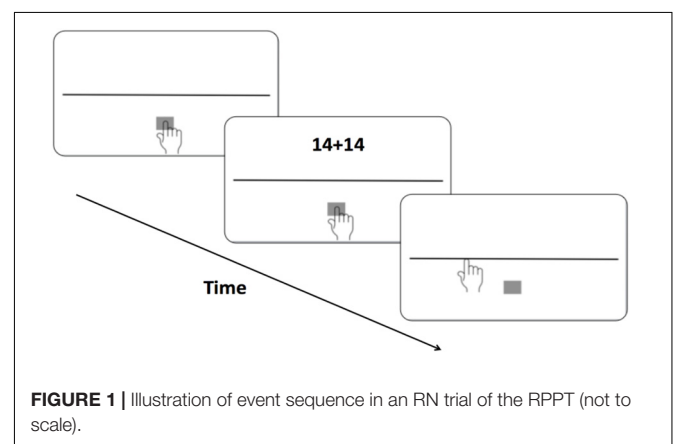 14+14
Time
FIGURE 1 | Illustration of event sequence in an RN trial of the RPPT (not to
scale).